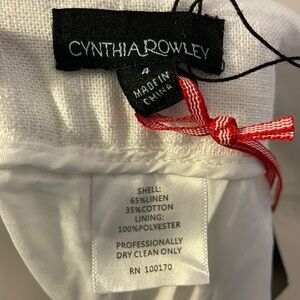 CYNTHIA ROWLEY
4
MADE IN
CHINA
SHELL:
65%LINEN
35%COTTON
LINING:
100%POLYESTER
PROFESSIONALLY
DRY CLEAN ONLY
RN 100170